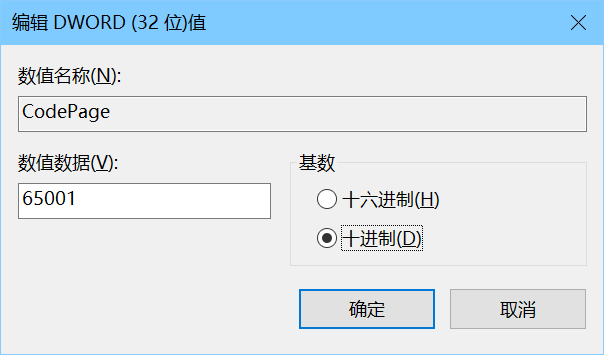 编辑 DWORD (32 位)值
数值名称(N):
CodePage
数值数据(V):
65001
基数
十六进制(H)
十进制(D)
确定
取消